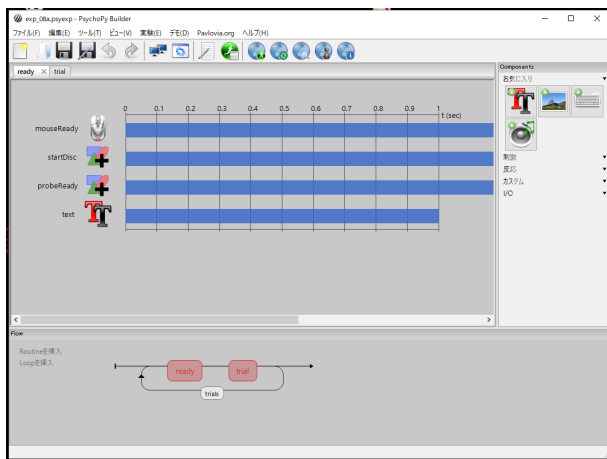 exp_08a.psyexp - PsychoPy Builder
ファイル(F) 編集(E) ツール(T) ビュー(V) 実験(E) デモ(D) Pavlovia.org ヘルプ(H)
ready trial
0 0.1 0.2 0.3 0.4 0.5 0.6 0.7 0.8 0.9 1
t (sec)
mouseReady
startDisc
probeReady
text
Components
お気に入り
刺激
反応
カスタム
I/O
Flow
Routineを挿入
Loopを挿入
ready trial
trials